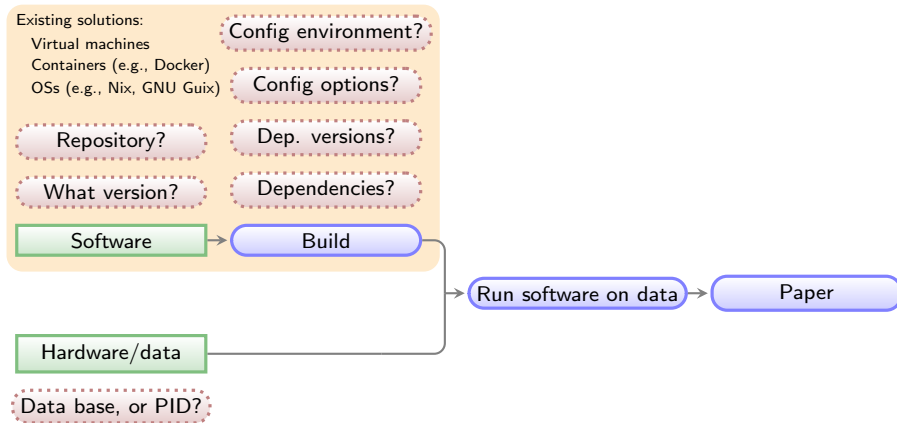 Existing solutions:
Virtual machines
Containers (e.g., Docker)
OSs (e.g., Nix, GNU Guix)
Config environment?
Config options?
Repository?
Dep. versions?
What version?
Dependencies?
Software
Build
Run software on data
Paper
Hardware/data
Data base, or PID?